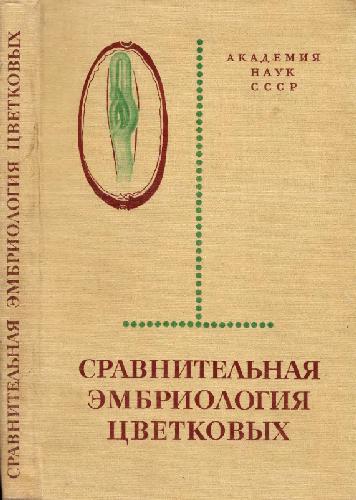 СРАВНИТЕЛЬНАЯ ЭМБРИОЛОГИЯ ЦВЕТКОВЫХ
АКАДЕМИЯ
НАУК
СССР
СРАВНИТЕЛЬНАЯ
ЭМБРИОЛОГИЯ
ЦВЕТКОВЫХ